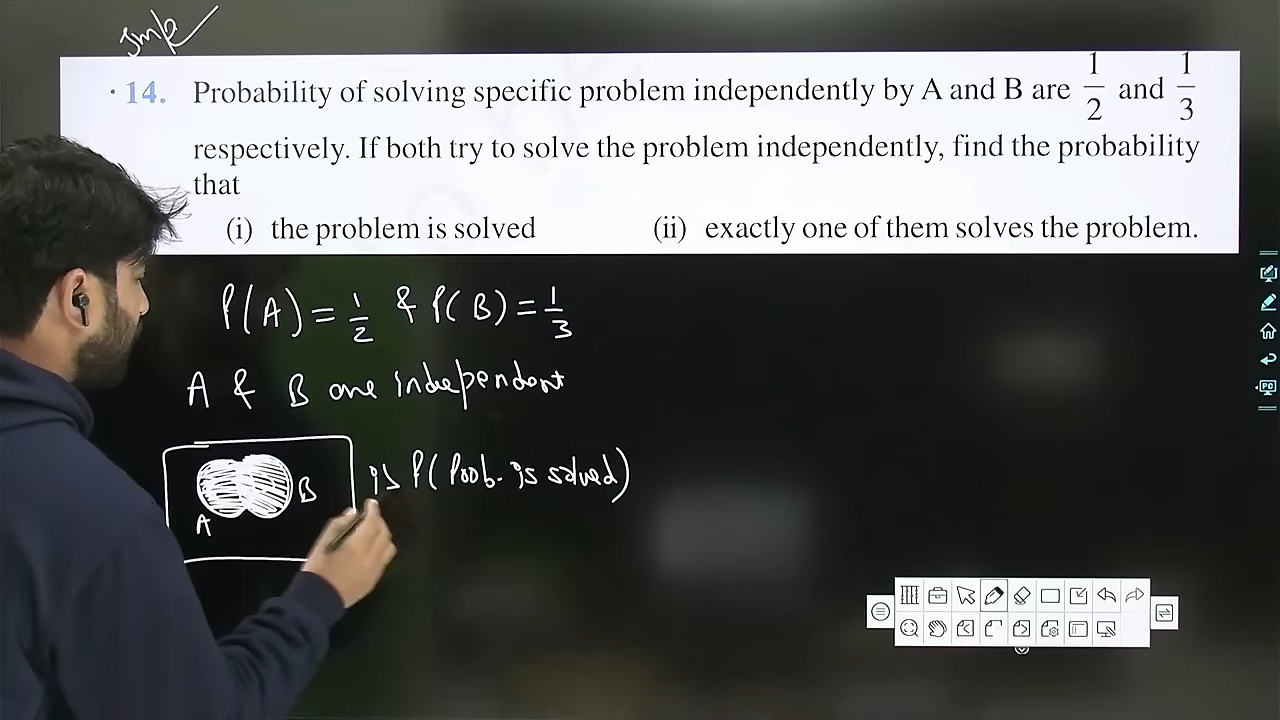 Imp
14. Probability of solving specific problem independently by A and B are 1/2 and 1/3
respectively. If both try to solve the problem independently, find the probability
that
(i) the problem is solved (ii) exactly one of them solves the problem.
P(A) = 1/2 & P(B) = 1/3
A & B are independent
is P(Prob. is solved)
B
A
PC